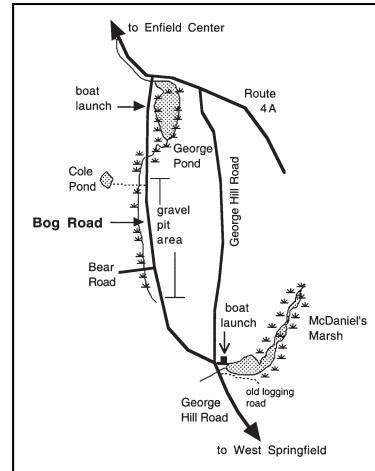 to Enfield Center
boat
launch
Route
4A
George
Pond
Cole
Pond
George Hill Road
Bog Road
gravel
pit
area
Bear
Road
boat
launch
McDaniel's
Marsh
old logging
road
George
Hill Road
to West Springfield